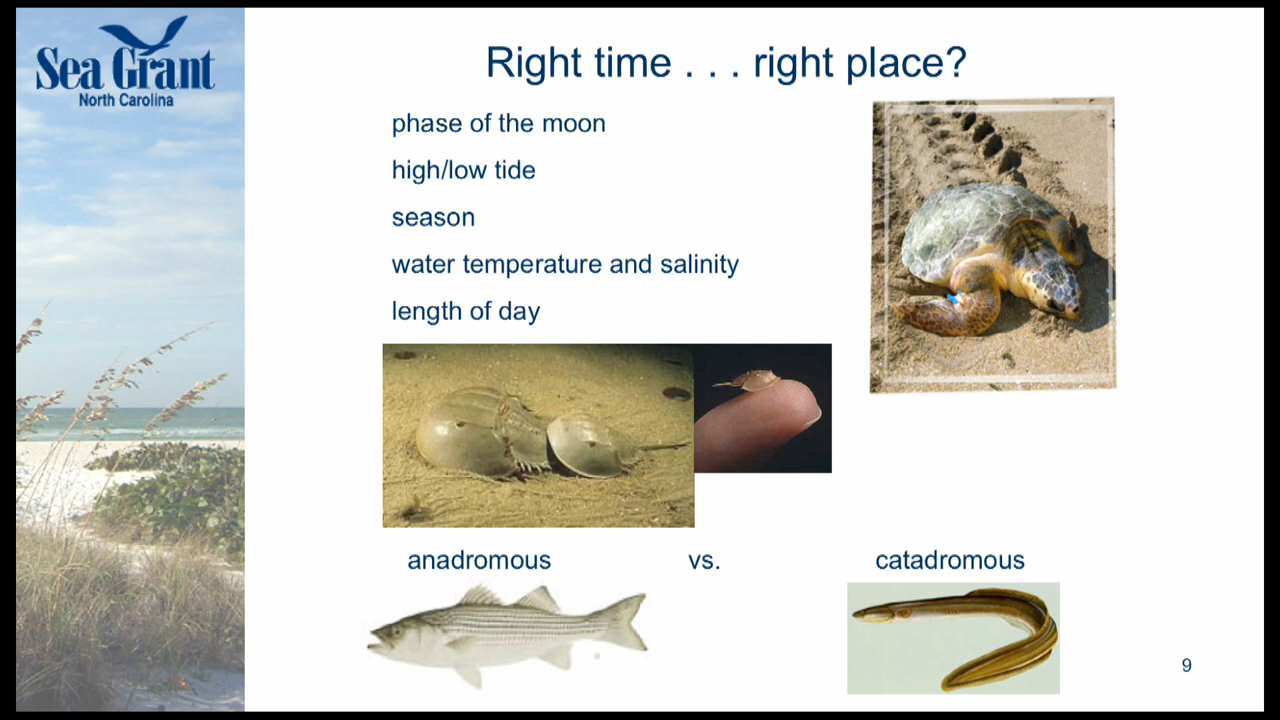 Sea Grant
North Carolina
Right time . . . right place?
phase of the moon
high/low tide
season
water temperature and salinity
length of day
anadromous vs. catadromous
9